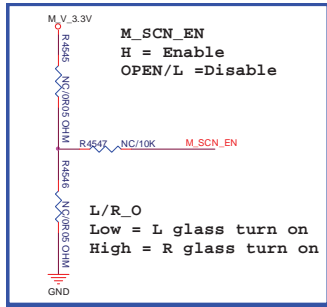 M_V_3.3V
R4545
NC/0R05 OHM
M_SCN_EN
H = Enable
OPEN/L =Disable
R4547 NC/10K M_SCN_EN
R4546
NC/0R05 OHM
L/R_O
Low = L glass turn on
High = R glass turn on
GND